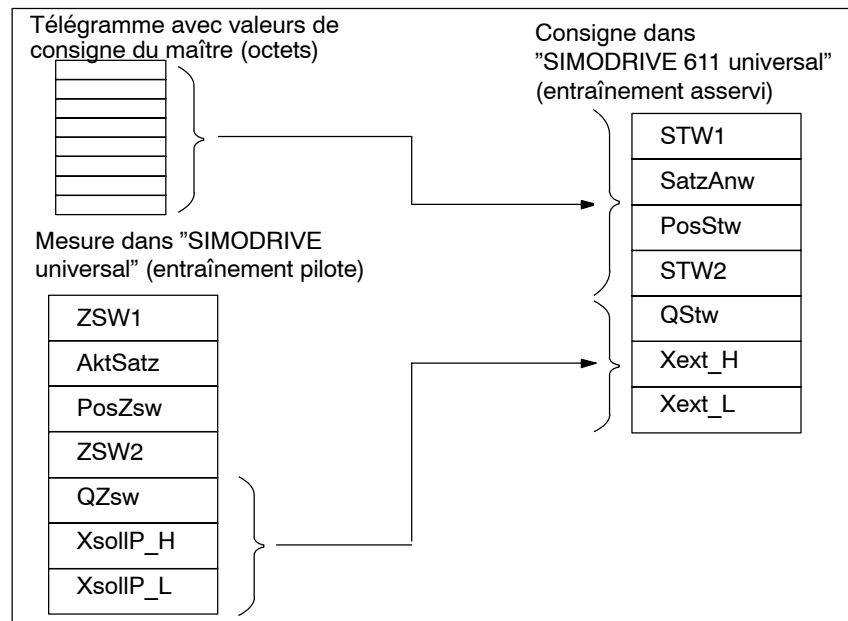 Télégramme avec valeurs de
consigne du maître (octets)
Mesure dans ”SIMODRIVE
universal” (entraînement pilote)
ZSW1
AktSatz
PosZsw
ZSW2
QZsw
XsollP_H
XsollP_L
Consigne dans
”SIMODRIVE 611 universal”
(entraînement asservi)
STW1
SatzAnw
PosStw
STW2
QStw
Xext_H
Xext_L